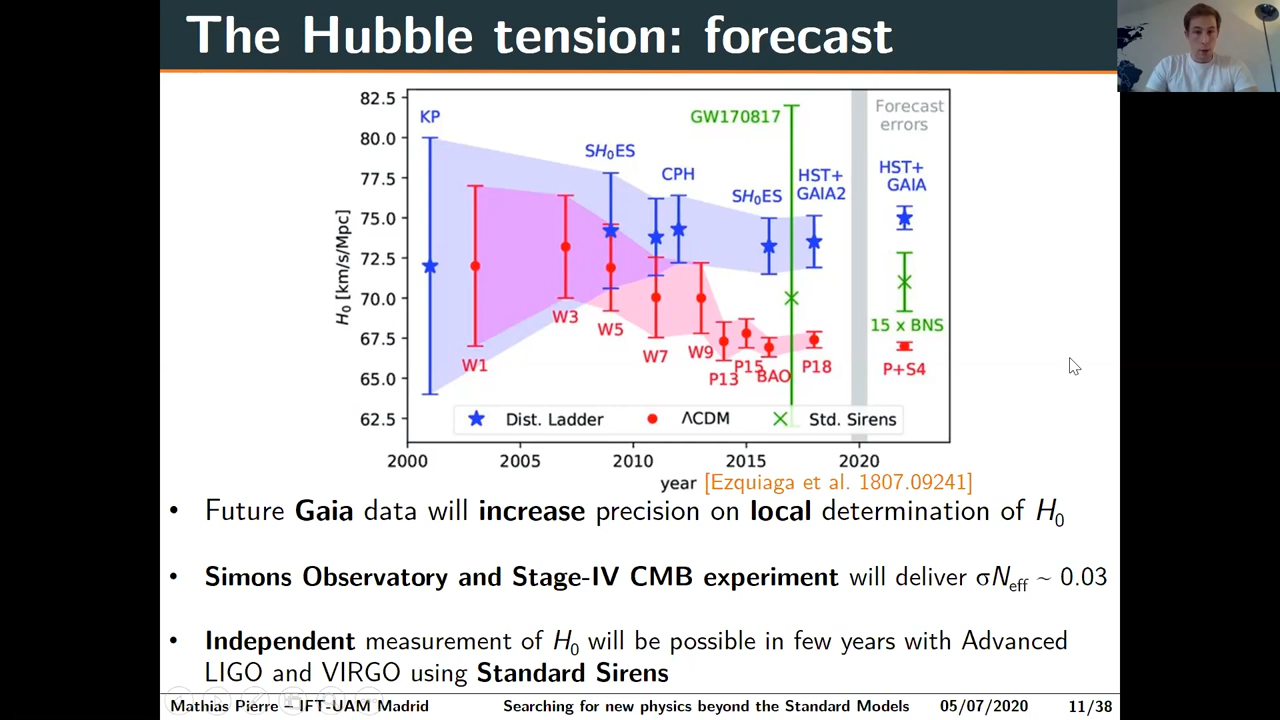 The Hubble tension: forecast
82.5
80.0
77.5
75.0
72.5
70.0
67.5
65.0
62.5
H₀ [km/s/Mpc]
KP
W1
W3
SH₀ES
W5
W7
CPH
W9
P13
P15
BAO
SH₀ES
GW170817
HST+
GAIA2
P18
Forecast
errors
HST+
GAIA
15 x BNS
P+S4
Dist. Ladder
ΛCDM
Std. Sirens
2000
2005
2010
2015
2020
year [Ezquiaga et al. 1807.09241]
• Future Gaia data will increase precision on local determination of H₀
• Simons Observatory and Stage-IV CMB experiment will deliver σN_eff ~ 0.03
• Independent measurement of H₀ will be possible in few years with Advanced
LIGO and VIRGO using Standard Sirens
Mathias Pierre – IFT-UAM Madrid
Searching for new physics beyond the Standard Models
05/07/2020
11/38